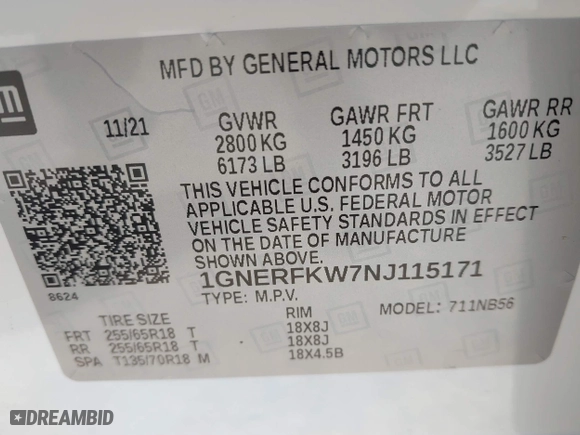 MFD BY GENERAL MOTORS LLC
11/21
GVWR
2800 KG
6173 LB
GAWR FRT
1450 KG
3196 LB
GAWR RR
1600 KG
3527 LB
THIS VEHICLE CONFORMS TO ALL
APPLICABLE U.S. FEDERAL MOTOR
VEHICLE SAFETY STANDARDS IN EFFECT
ON THE DATE OF MANUFACTURE
SHOWN ABOVE.
8624
1GNERFKW7NJ115171
TYPE: M.P.V.
MODEL: 711NB56
TIRE SIZE RIM
FRT 255/65R18 T 18X8J
RR 255/65R18 T 18X8J
SPA T135/70R18 M 18X4.5B
DREAMBID